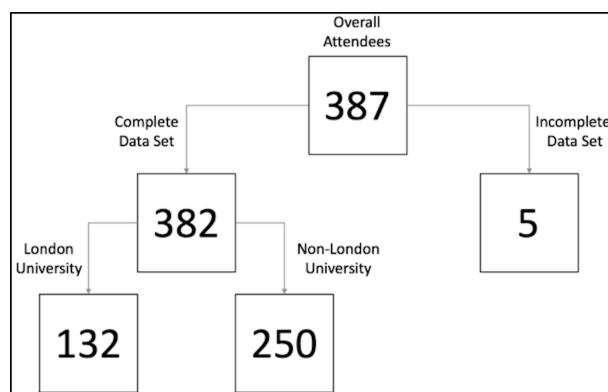 Overall
Attendees
387
Complete
Data Set
Incomplete
Data Set
382
5
London
University
Non-London
University
132
250